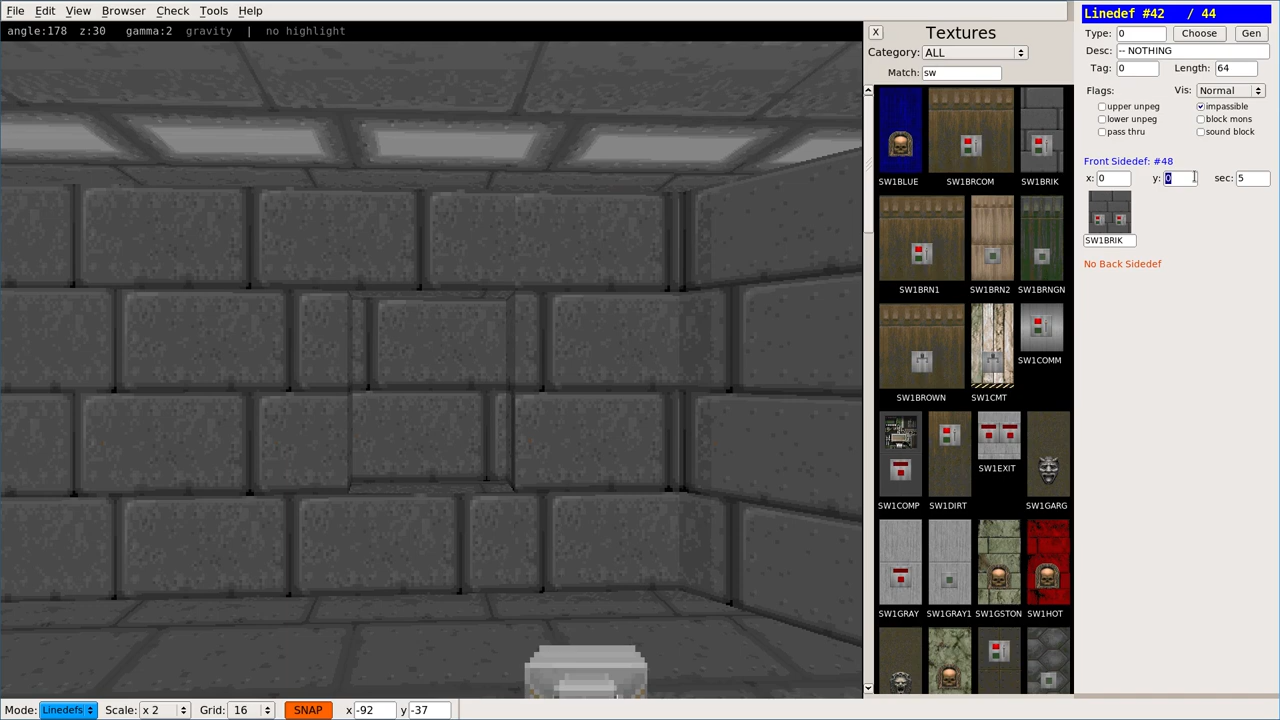 File Edit View Browser Check Tools Help
angle:178 z:30 gamma:2 gravity | no highlight
X Textures
Category: ALL
Match: sw
SW1BLUE SW1BRCOM SW1BRIK
SW1BRN1 SW1BRN2 SW1BRNGN
SW1BROWN SW1CMT SW1COMM
SW1COMP SW1DIRT SW1EXIT SW1GARG
SW1GRAY SW1GRAY1 SW1GSTON SW1HOT
Linedef #42 / 44
Type: 0 Choose Gen
Desc: -- NOTHING
Tag: 0 Length: 64
Flags: Vis: Normal
upper unpeg impassible
lower unpeg block mons
pass thru sound block
Front Sidedef: #48
x: 0 y: 0 sec: 5
SW1BRIK
No Back Sidedef
Mode: Linedefs Scale: x 2 Grid: 16 SNAP x -92 y -37